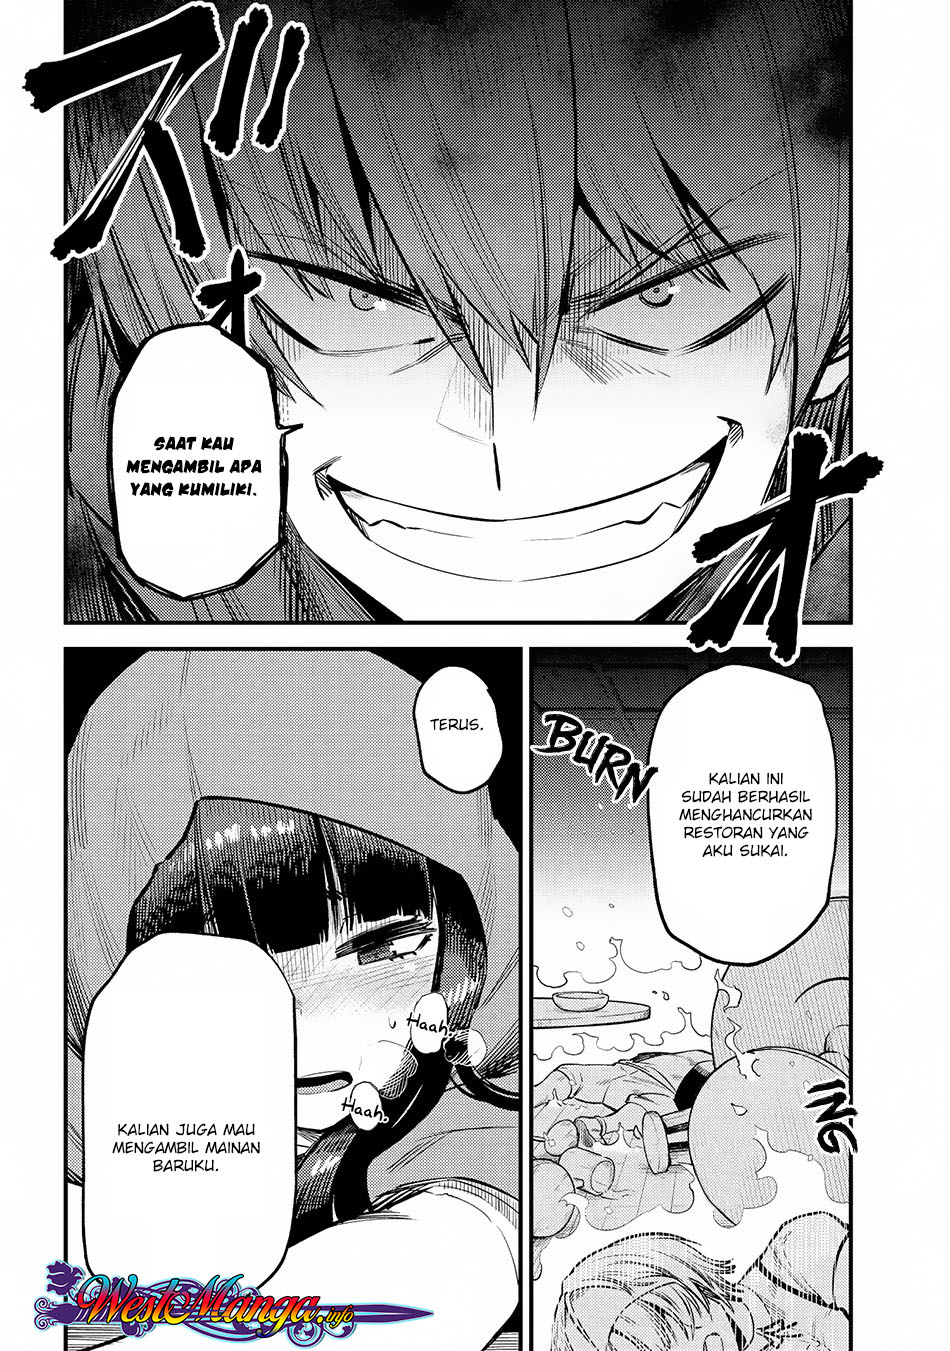 ズオオ
SAAT KAU
MENGAMBIL APA
YANG KUMILIKI.
KALIAN INI
SUDAH BERHASIL
MENGHANCURKAN
RESTORAN YANG
AKU SUKAI.
BURN
ING
TERUS.
Haah.
Haah.
KALIAN JUGA MAU
MENGAMBIL MAINAN
BARUKU.
WestManga.info